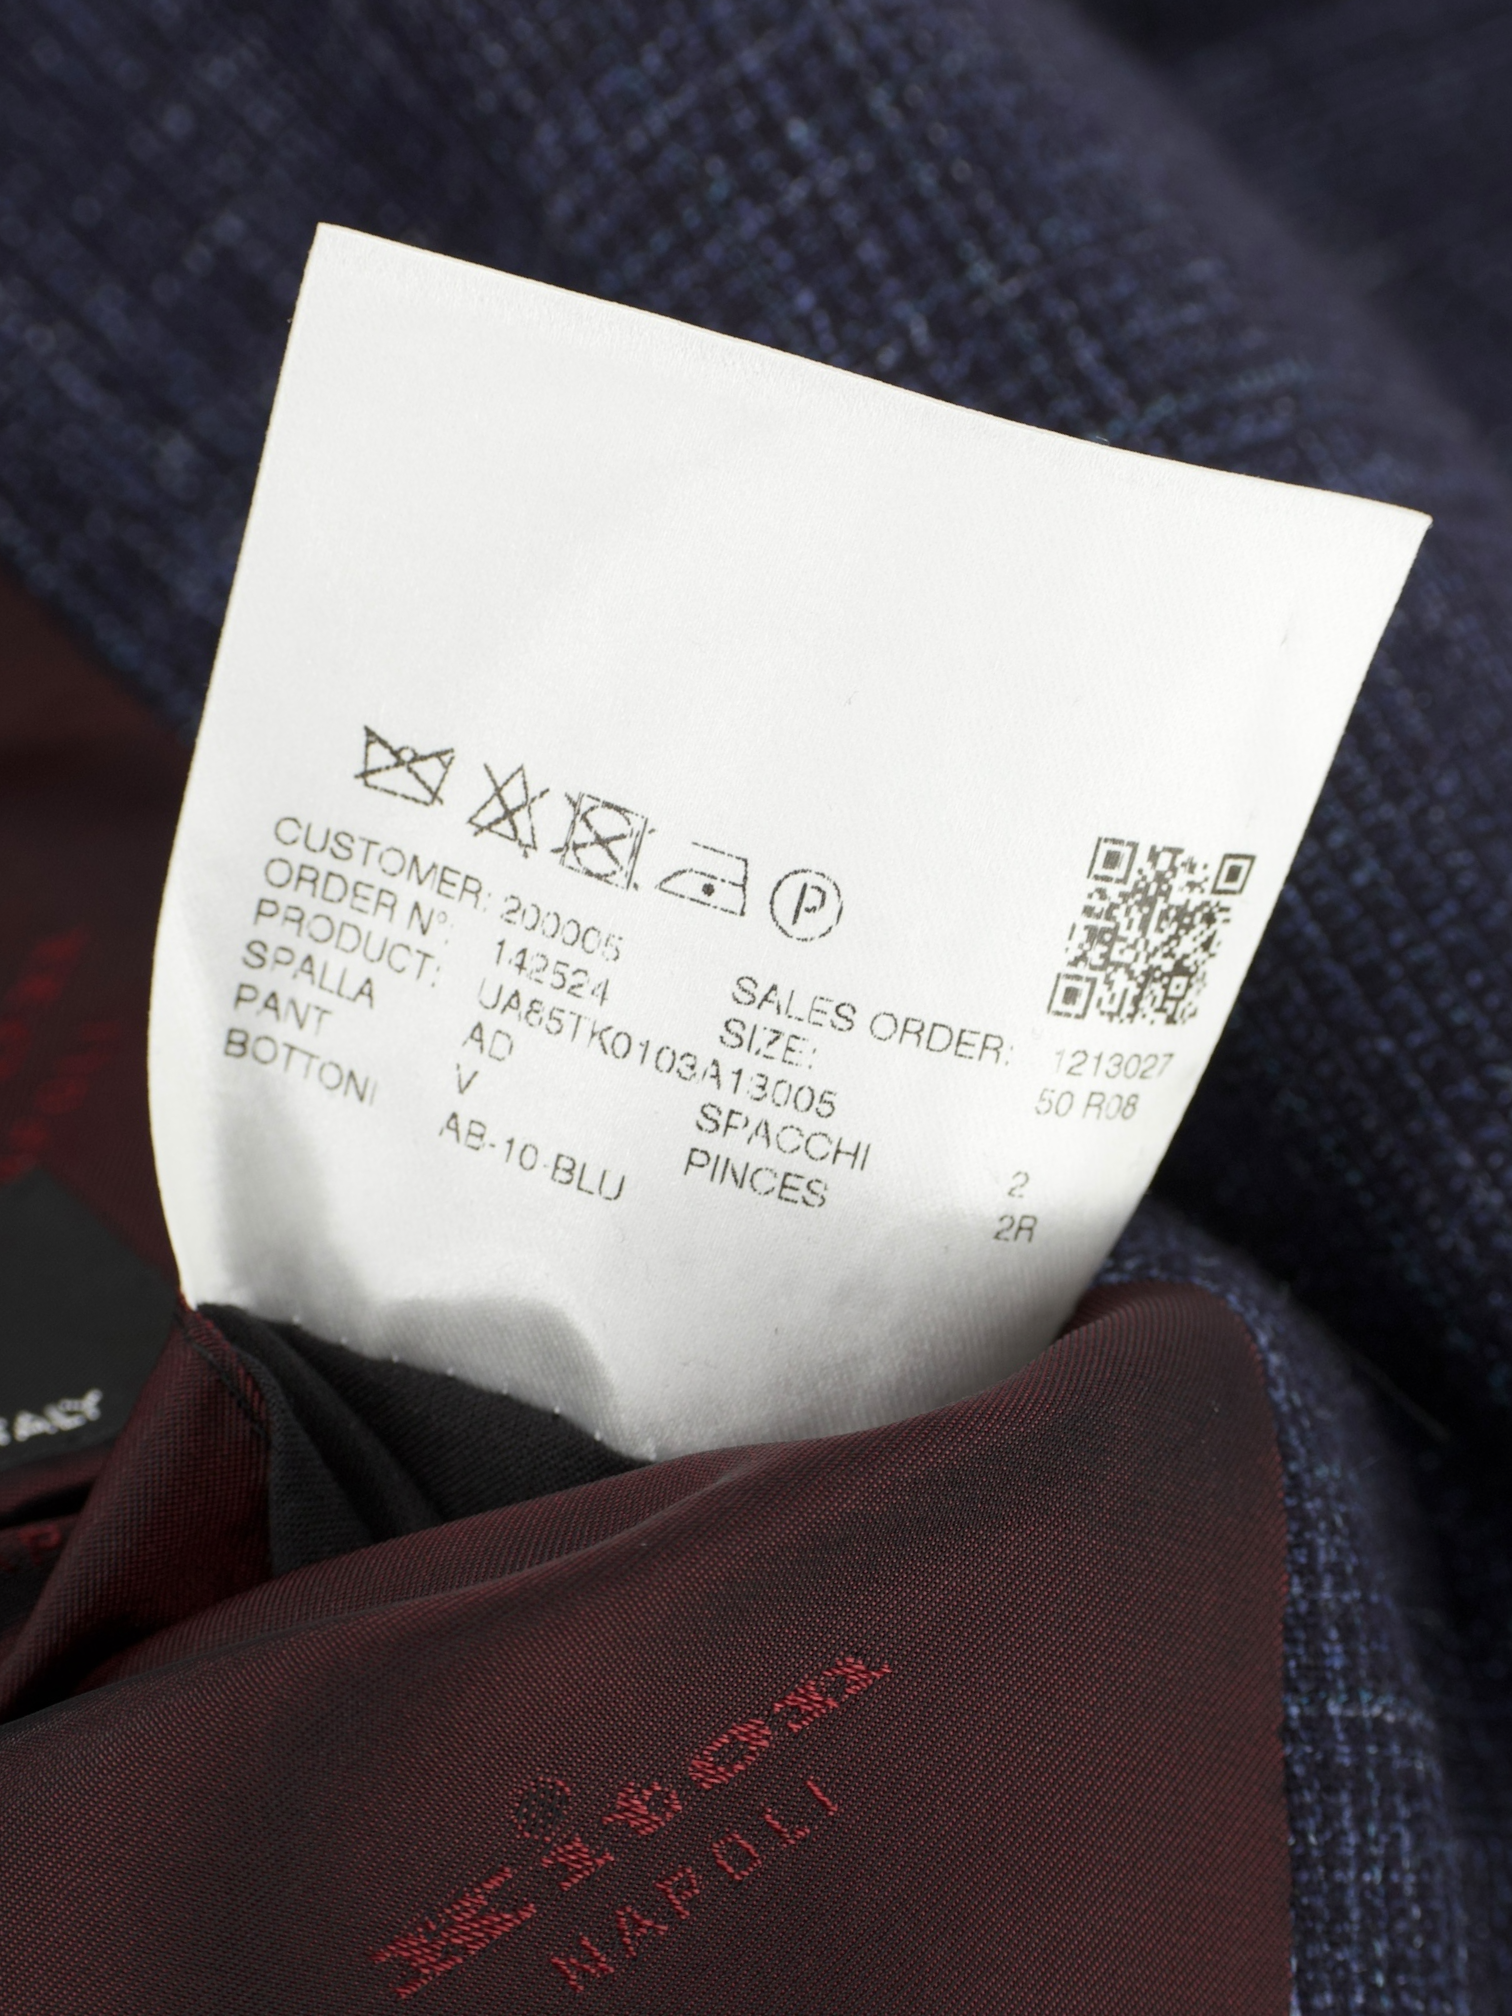 CUSTOMER: 200005
ORDER N°: 142524 SALES ORDER: 1213027
PRODUCT: UA85TK0103A13005 SIZE: 50 R08
SPALLA AD SPACCHI 2
PANT V PINCES 2R
BOTTONI AB-10-BLU
P
Kiton
NAPOLI